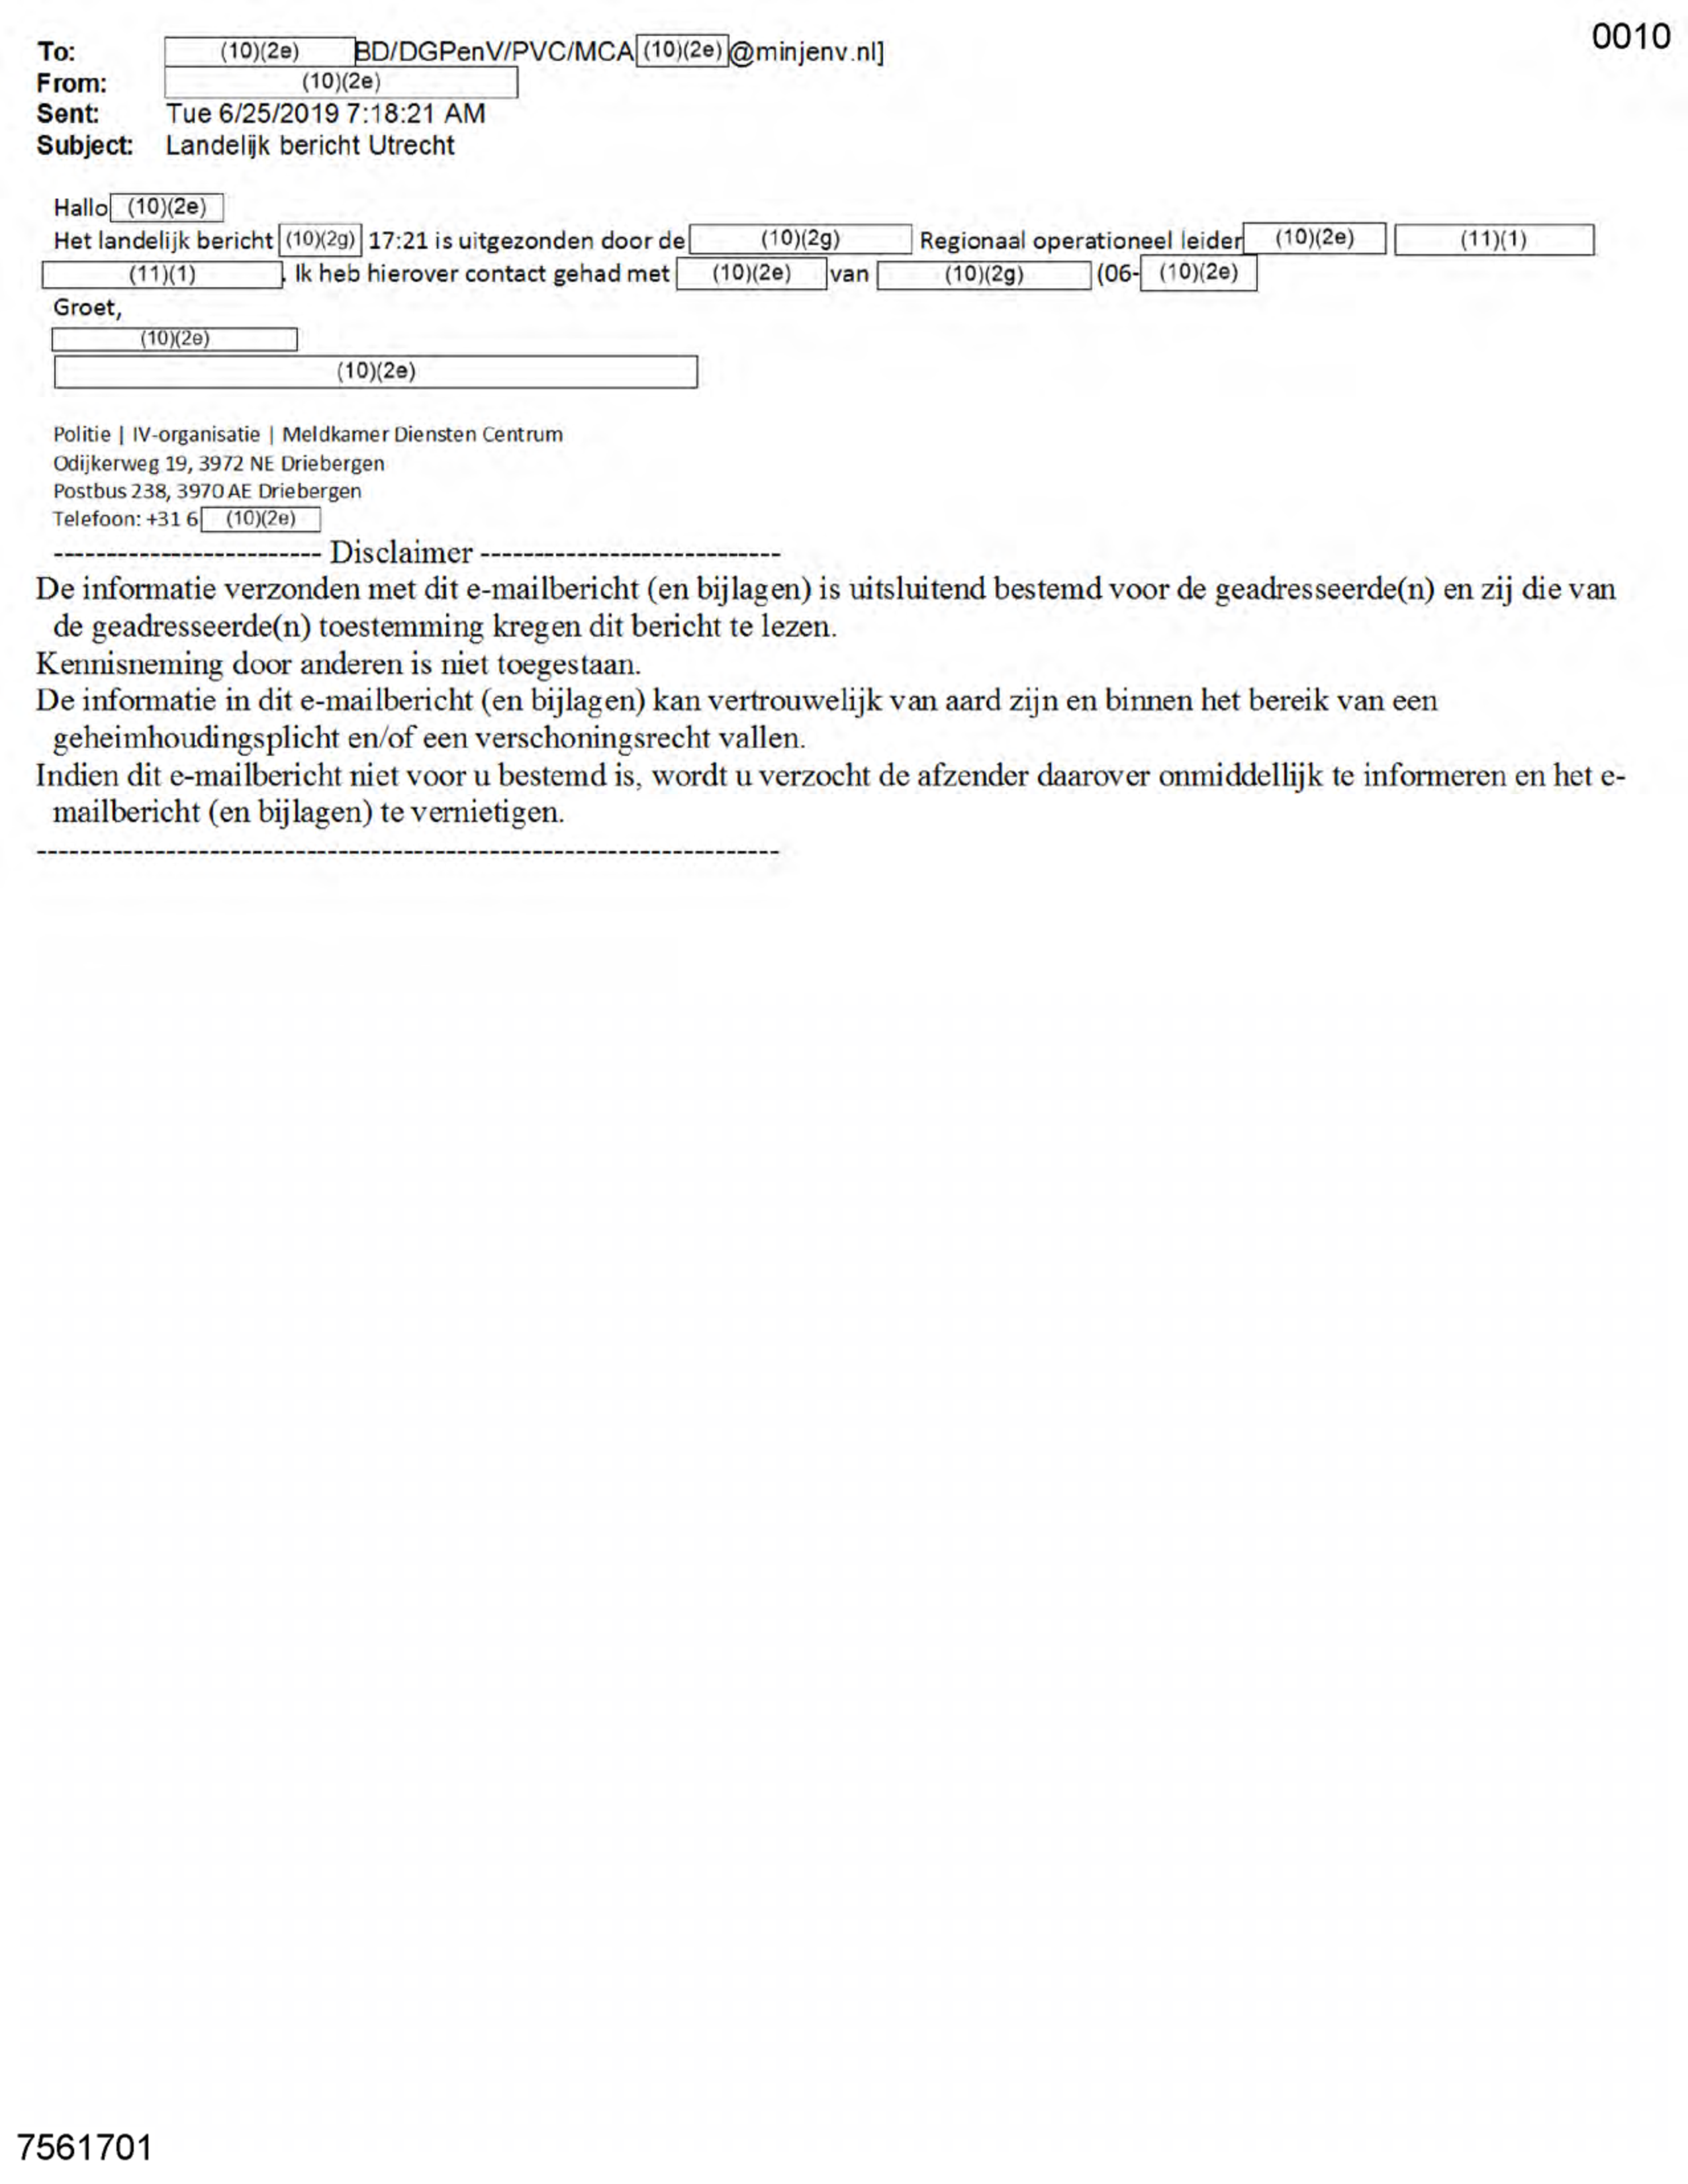 0010
To: (10)(2e) BD/DGPenV/PVC/MCA (10)(2e) @minjenv.nl]
From: (10)(2e)
Sent: Tue 6/25/2019 7:18:21 AM
Subject: Landelijk bericht Utrecht
Hallo (10)(2e)
Het landelijk bericht (10)(2g) 17:21 is uitgezonden door de (10)(2g) Regionaal operationeel leider (10)(2e) (11)(1)
(11)(1) . Ik heb hierover contact gehad met (10)(2e) van (10)(2g) (06- (10)(2e)
Groet,
(10)(2e)
(10)(2e)
Politie | IV-organisatie | Meldkamer Diensten Centrum
Odijkerweg 19, 3972 NE Driebergen
Postbus 238, 3970 AE Driebergen
Telefoon: +31 6 (10)(2e)
------------------------- Disclaimer ----------------------------
De informatie verzonden met dit e-mailbericht (en bijlagen) is uitsluitend bestemd voor de geadresseerde(n) en zij die van
de geadresseerde(n) toestemming kregen dit bericht te lezen.
Kennisneming door anderen is niet toegestaan.
De informatie in dit e-mailbericht (en bijlagen) kan vertrouwelijk van aard zijn en binnen het bereik van een
geheimhoudingsplicht en/of een verschoningsrecht vallen.
Indien dit e-mailbericht niet voor u bestemd is, wordt u verzocht de afzender daarover onmiddellijk te informeren en het e-
mailbericht (en bijlagen) te vernietigen.
---------------------------------------------------------------------
7561701